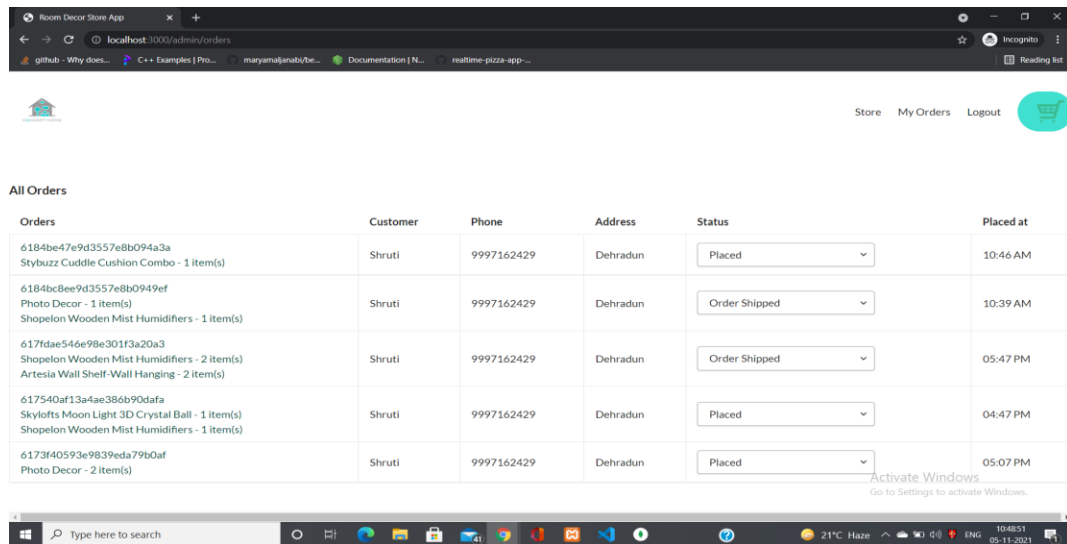 Room Decor Store App
localhost:3000/admin/orders
Incognito
github - Why does...
C++ Examples | Pro...
maryamaljanabi/be...
Documentation | N...
realtime-pizza-app-...
Reading list
Store
My Orders
Logout
All Orders
Orders Customer Phone Address Status Placed at
6184be47e9d3557e8b094a3a
Stybuzz Cuddle Cushion Combo - 1 item(s)
Shruti 9997162429 Dehradun Placed 10:46 AM
6184bc8ee9d3557e8b0949ef
Photo Decor - 1 item(s)
Shopelon Wooden Mist Humidifiers - 1 item(s)
Shruti 9997162429 Dehradun Order Shipped 10:39 AM
617fdae546e98e301f3a20a3
Shopelon Wooden Mist Humidifiers - 2 item(s)
Artesia Wall Shelf-Wall Hanging - 2 item(s)
Shruti 9997162429 Dehradun Order Shipped 05:47 PM
617540af13a4ae386b90dafa
Skylofts Moon Light 3D Crystal Ball - 1 item(s)
Shopelon Wooden Mist Humidifiers - 1 item(s)
Shruti 9997162429 Dehradun Placed 04:47 PM
6173f40593e9839eda79b0af
Photo Decor - 2 item(s)
Shruti 9997162429 Dehradun Placed 05:07 PM
Activate Windows
Go to Settings to activate Windows.
Type here to search
41
21°C Haze
ENG
10:48:51
05-11-2021